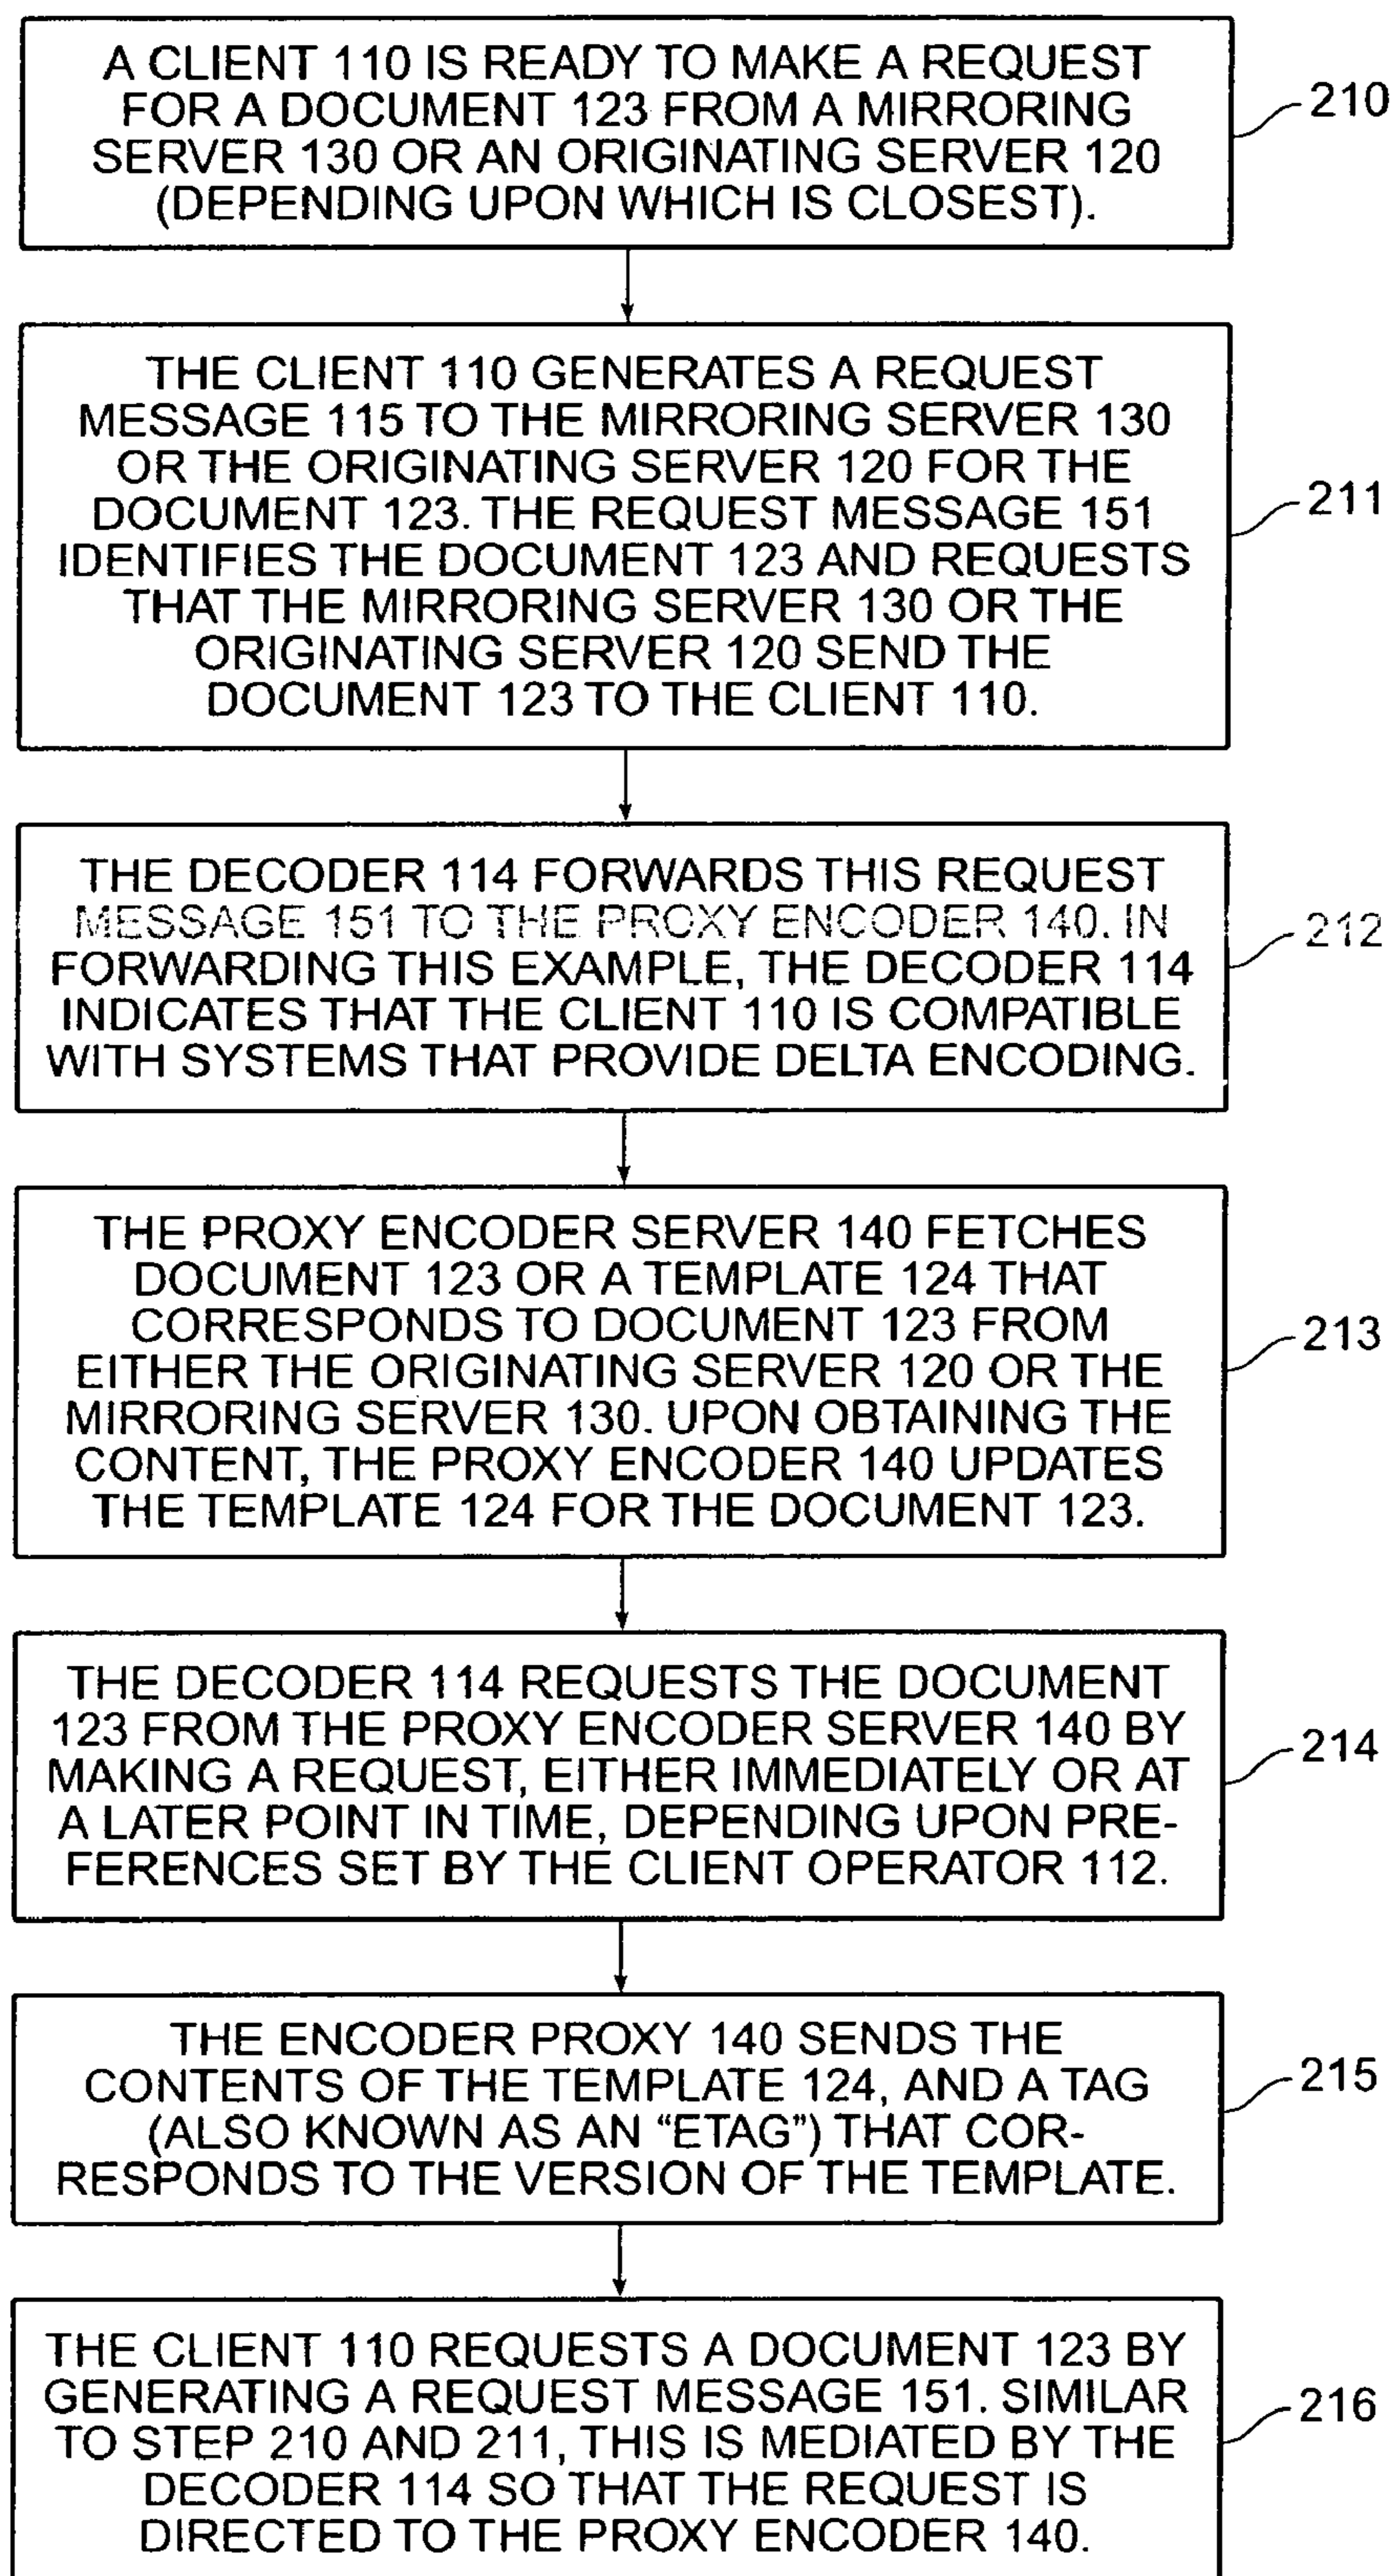 A CLIENT 110 IS READY TO MAKE A REQUEST
FOR A DOCUMENT 123 FROM A MIRRORING
SERVER 130 OR AN ORIGINATING SERVER 120
(DEPENDING UPON WHICH IS CLOSEST).
210
THE CLIENT 110 GENERATES A REQUEST
MESSAGE 115 TO THE MIRRORING SERVER 130
OR THE ORIGINATING SERVER 120 FOR THE
DOCUMENT 123. THE REQUEST MESSAGE 151
IDENTIFIES THE DOCUMENT 123 AND REQUESTS
THAT THE MIRRORING SERVER 130 OR THE
ORIGINATING SERVER 120 SEND THE
DOCUMENT 123 TO THE CLIENT 110.
211
THE DECODER 114 FORWARDS THIS REQUEST
MESSAGE 151 TO THE PROXY ENCODER 140. IN
FORWARDING THIS EXAMPLE, THE DECODER 114
INDICATES THAT THE CLIENT 110 IS COMPATIBLE
WITH SYSTEMS THAT PROVIDE DELTA ENCODING.
212
THE PROXY ENCODER SERVER 140 FETCHES
DOCUMENT 123 OR A TEMPLATE 124 THAT
CORRESPONDS TO DOCUMENT 123 FROM
EITHER THE ORIGINATING SERVER 120 OR THE
MIRRORING SERVER 130. UPON OBTAINING THE
CONTENT, THE PROXY ENCODER 140 UPDATES
THE TEMPLATE 124 FOR THE DOCUMENT 123.
213
THE DECODER 114 REQUESTS THE DOCUMENT
123 FROM THE PROXY ENCODER SERVER 140 BY
MAKING A REQUEST, EITHER IMMEDIATELY OR AT
A LATER POINT IN TIME, DEPENDING UPON PRE-
FERENCES SET BY THE CLIENT OPERATOR 112.
214
THE ENCODER PROXY 140 SENDS THE
CONTENTS OF THE TEMPLATE 124, AND A TAG
(ALSO KNOWN AS AN “ETAG”) THAT COR-
RESPONDS TO THE VERSION OF THE TEMPLATE.
215
THE CLIENT 110 REQUESTS A DOCUMENT 123 BY
GENERATING A REQUEST MESSAGE 151. SIMILAR
TO STEP 210 AND 211, THIS IS MEDIATED BY THE
DECODER 114 SO THAT THE REQUEST IS
DIRECTED TO THE PROXY ENCODER 140.
216